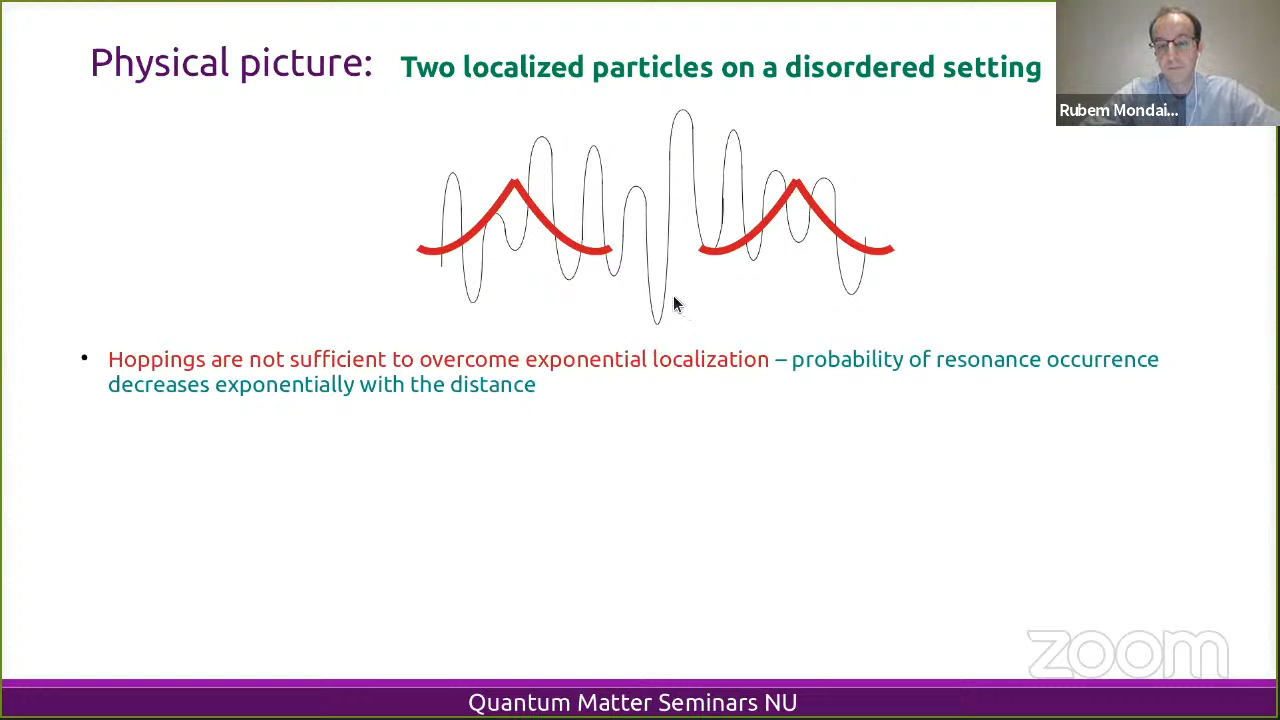 Physical picture: Two localized particles on a disordered setting
Rubem Mondai...
• Hoppings are not sufficient to overcome exponential localization – probability of resonance occurrence
decreases exponentially with the distance
zoom
Quantum Matter Seminars NU